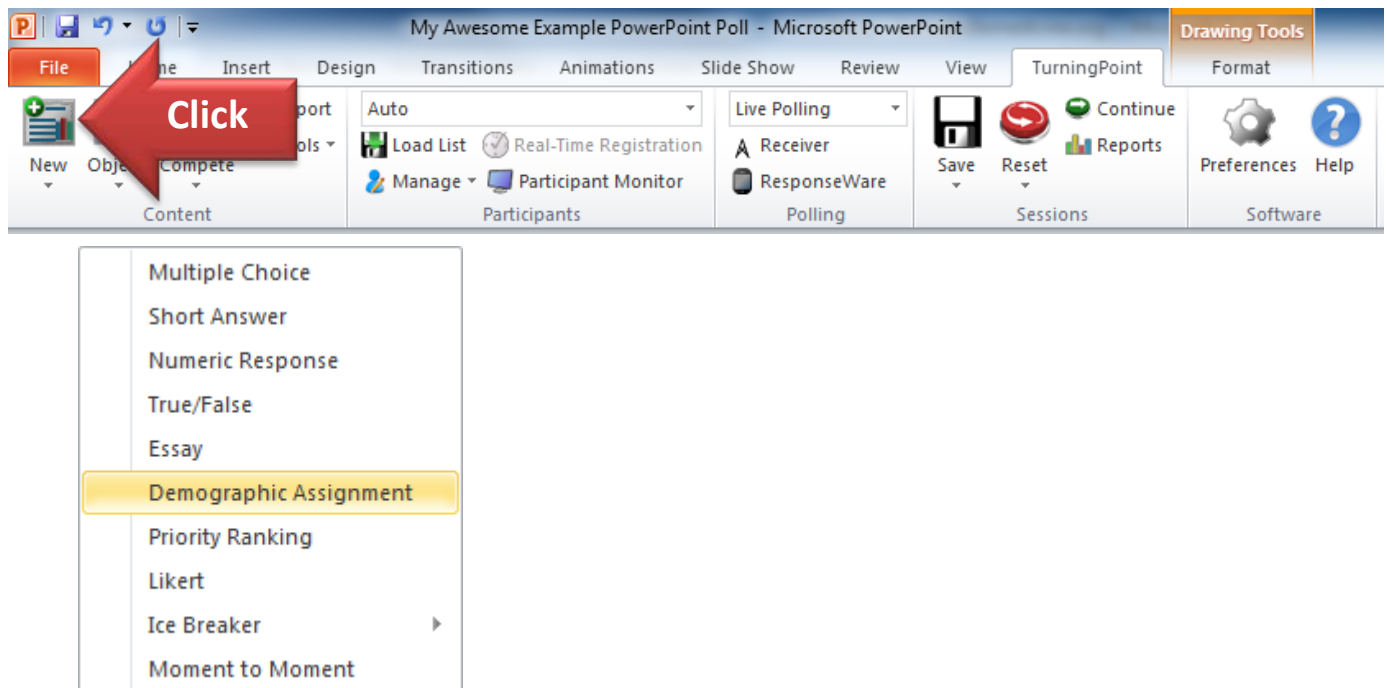 My Awesome Example PowerPoint Poll - Microsoft PowerPoint
Drawing Tools
File Insert Design Transitions Animations Slide Show Review View TurningPoint Format
Click
New
Compete
Content
Auto
Load List Real-Time Registration
Manage Participant Monitor
Participants
Live Polling
Receiver
ResponseWare
Polling
Save Reset
Continue
Reports
Sessions
Preferences Help
Software
Multiple Choice
Short Answer
Numeric Response
True/False
Essay
Demographic Assignment
Priority Ranking
Likert
Ice Breaker
Moment to Moment